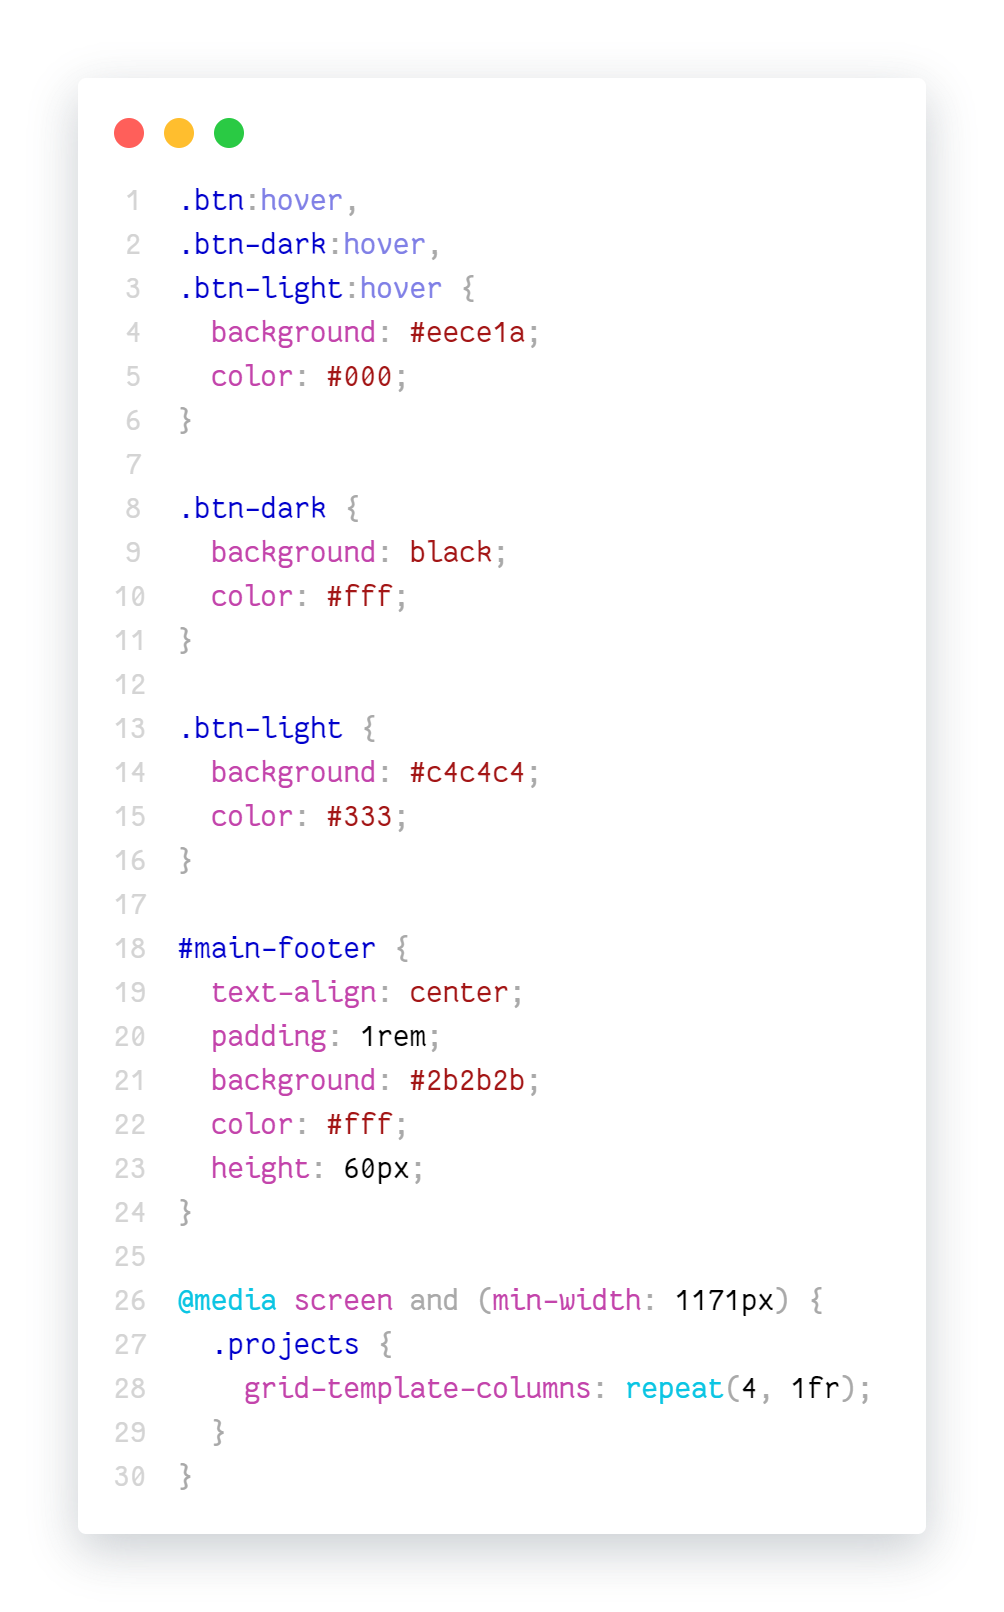 1 .btn:hover,
2 .btn-dark:hover,
3 .btn-light:hover {
4   background: #eece1a;
5   color: #000;
6 }
7
8 .btn-dark {
9   background: black;
10   color: #fff;
11 }
12
13 .btn-light {
14   background: #c4c4c4;
15   color: #333;
16 }
17
18 #main-footer {
19   text-align: center;
20   padding: 1rem;
21   background: #2b2b2b;
22   color: #fff;
23   height: 60px;
24 }
25
26 @media screen and (min-width: 1171px) {
27   .projects {
28     grid-template-columns: repeat(4, 1fr);
29   }
30 }